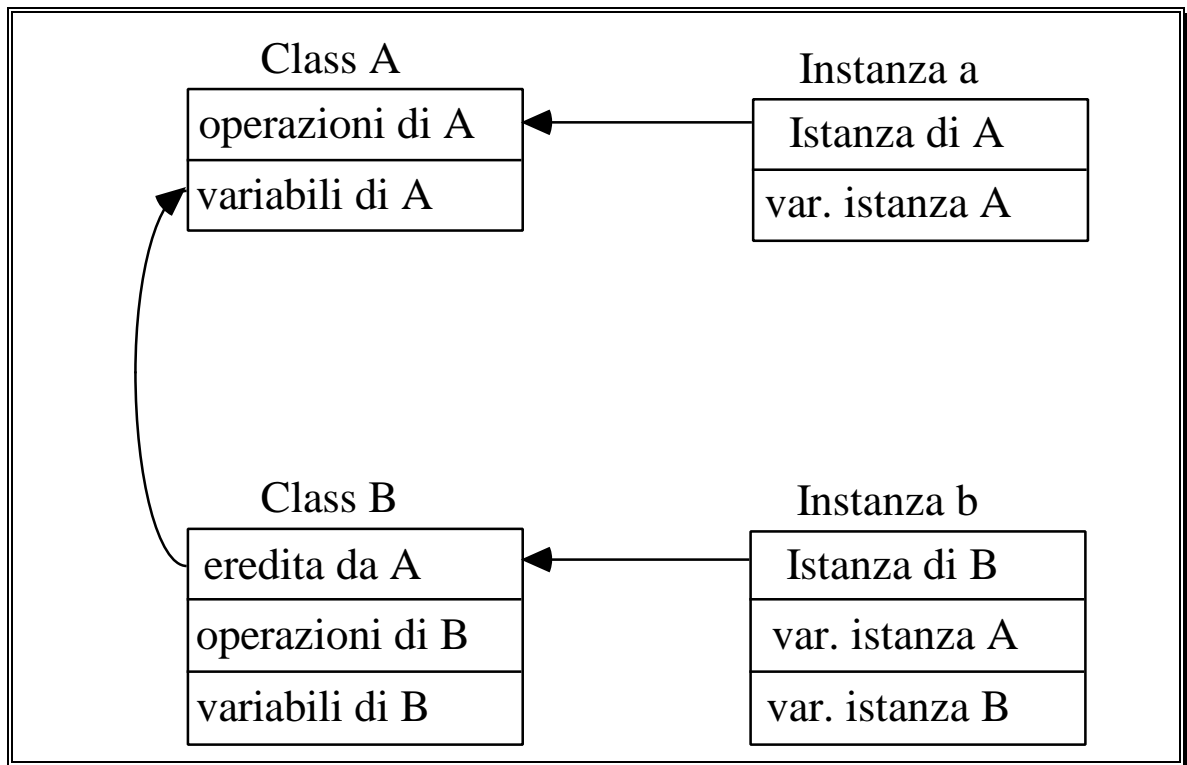 Class A
operazioni di A
variabili di A
Instanza a
Istanza di A
var. istanza A
Class B
eredita da A
operazioni di B
variabili di B
Instanza b
Istanza di B
var. istanza A
var. istanza B